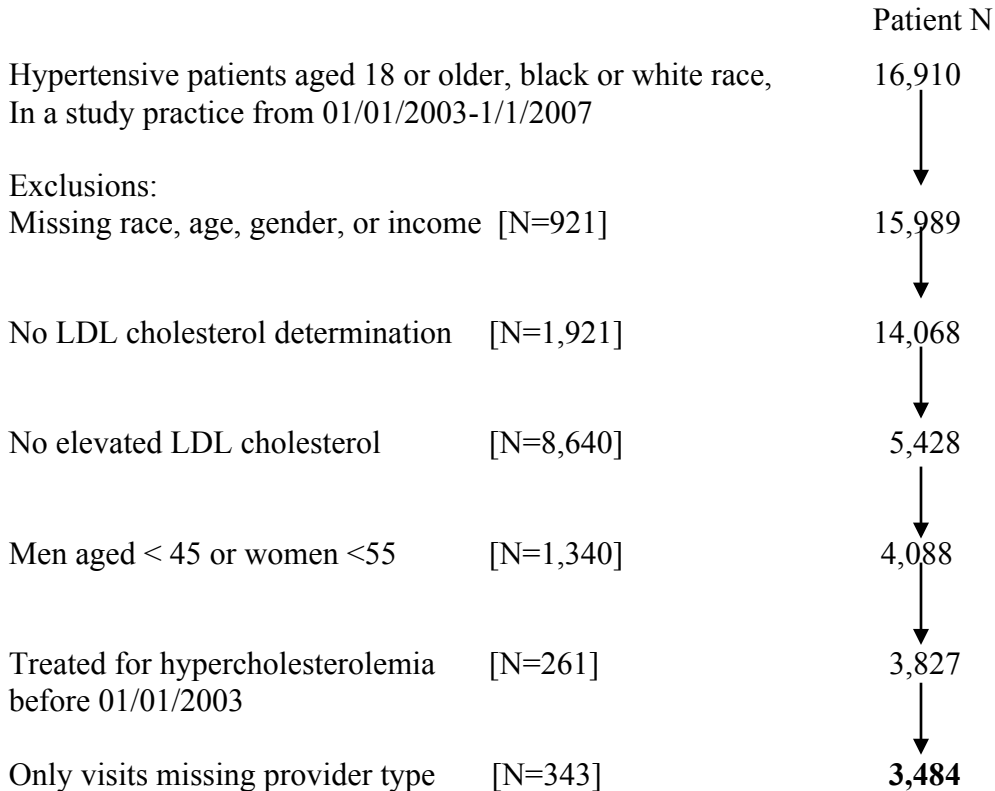 Patient N
Hypertensive patients aged 18 or older, black or white race, 16,910
In a study practice from 01/01/2003-1/1/2007
Exclusions:
Missing race, age, gender, or income [N=921] 15,989
No LDL cholesterol determination [N=1,921] 14,068
No elevated LDL cholesterol [N=8,640] 5,428
Men aged < 45 or women <55 [N=1,340] 4,088
Treated for hypercholesterolemia [N=261] 3,827
before 01/01/2003
Only visits missing provider type [N=343] 3,484